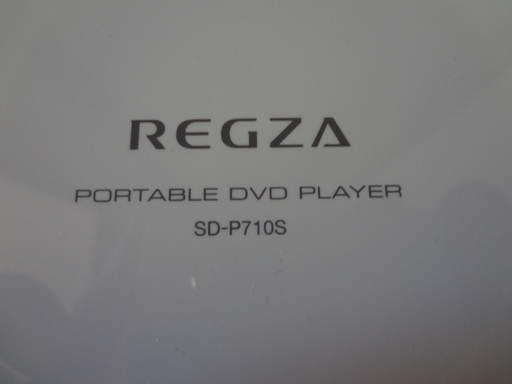 REGZA
PORTABLE DVD PLAYER
SD-P710S